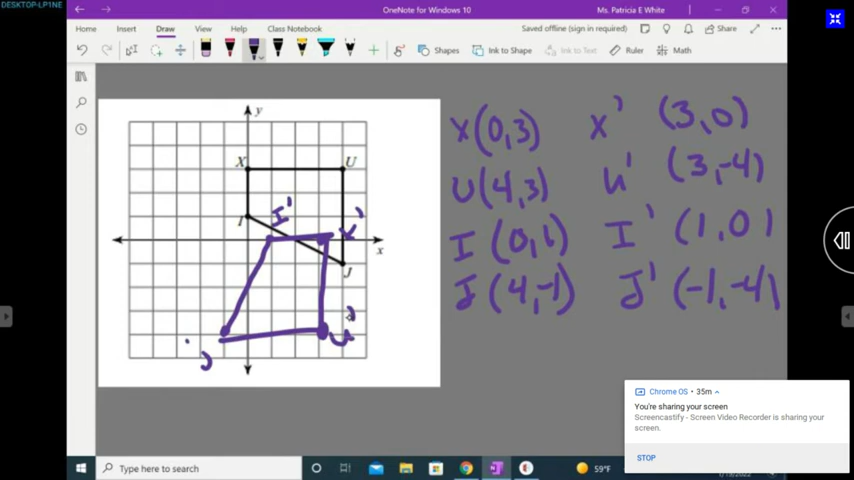 DESKTOP-LP1NE
OneNote for Windows 10
Ms. Patricia E White
Home Insert Draw View Help Class Notebook
Saved offline (sign in required)
Share
Shapes
Ink to Shape
Ink to Text
Ruler
Math
y
X U
I I' X'
x
J
U'
J
X(0,3) X' (3,0)
U(4,3) U' (3,-4)
I (0,1) I' (1,0)
J(4,-1) J' (-1,-4)
Chrome OS • 35m
You're sharing your screen
Screencastify - Screen Video Recorder is sharing your
screen.
STOP
Type here to search
59°F